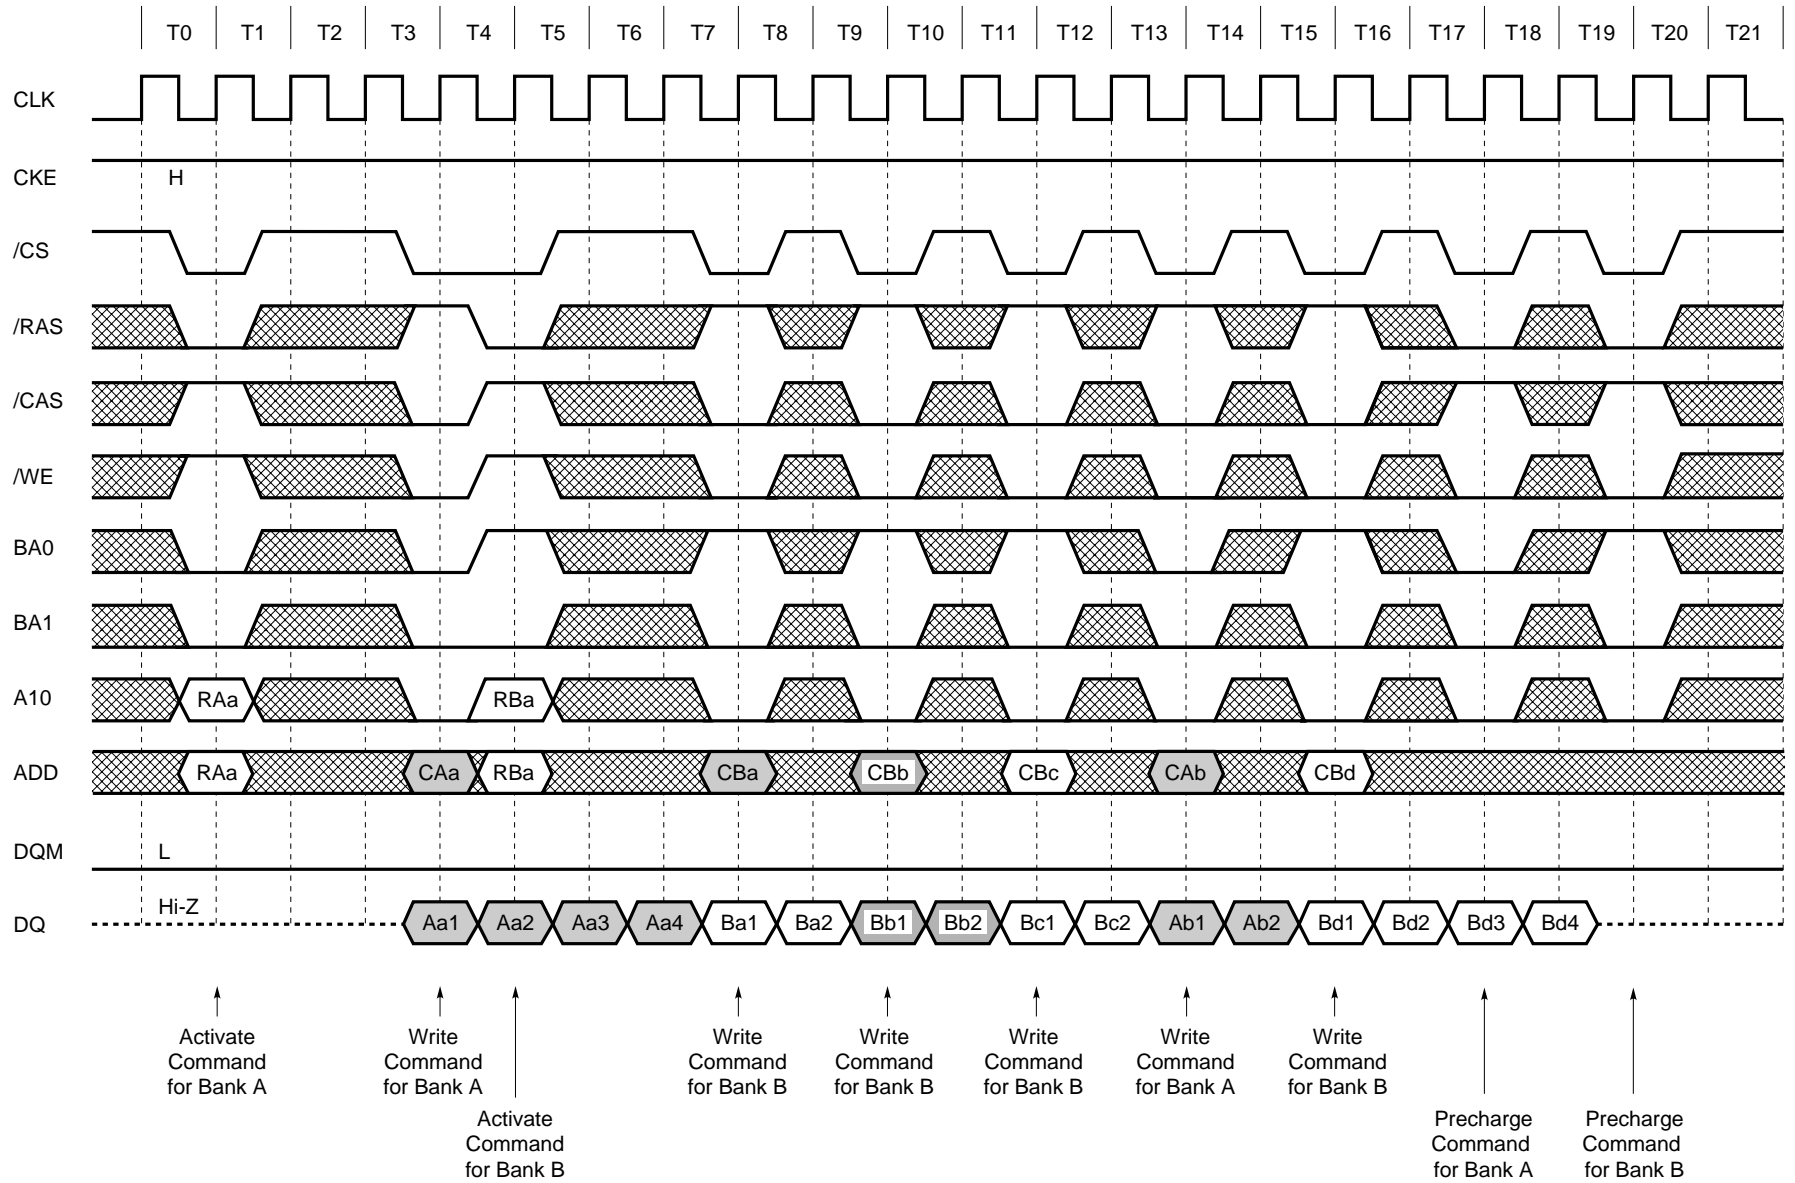 T0 T1 T2 T3 T4 T5 T6 T7 T8 T9 T10 T11 T12 T13 T14 T15 T16 T17 T18 T19 T20 T21
CLK
CKE H
/CS
/RAS
/CAS
/WE
BA0
BA1
A10 RAa RBa
ADD RAa CAa RBa CBa CBb CBc CAb CBd
DQM L
Hi-Z
DQ Aa1 Aa2 Aa3 Aa4 Ba1 Ba2 Bb1 Bb2 Bc1 Bc2 Ab1 Ab2 Bd1 Bd2 Bd3 Bd4
Activate
Command
for Bank A
Write
Command
for Bank A
Activate
Command
for Bank B
Write
Command
for Bank B
Write
Command
for Bank B
Write
Command
for Bank B
Write
Command
for Bank A
Write
Command
for Bank B
Precharge
Command
for Bank A
Precharge
Command
for Bank B